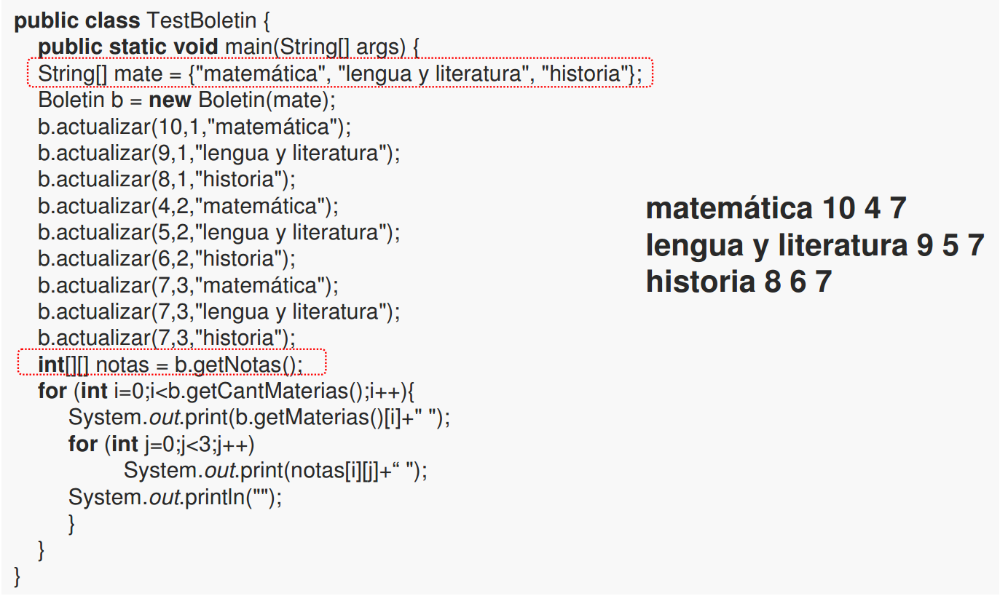 public class TestBoletin {
public static void main(String[] args) {
String[] mate = {"matemática", "lengua y literatura", "historia"};
Boletin b = new Boletin(mate);
b.actualizar(10,1,"matemática");
b.actualizar(9,1,"lengua y literatura");
b.actualizar(8,1,"historia");
b.actualizar(4,2,"matemática");
b.actualizar(5,2,"lengua y literatura");
b.actualizar(6,2,"historia");
b.actualizar(7,3,"matemática");
b.actualizar(7,3,"lengua y literatura");
b.actualizar(7,3,"historia");
int[][] notas = b.getNotas();
for (int i=0;i<b.getCantMaterias();i++){
System.out.print(b.getMaterias()[i]+" ");
for (int j=0;j<3;j++)
System.out.print(notas[i][j]+“ ");
System.out.println("");
}
}
}
matemática 10 4 7
lengua y literatura 9 5 7
historia 8 6 7